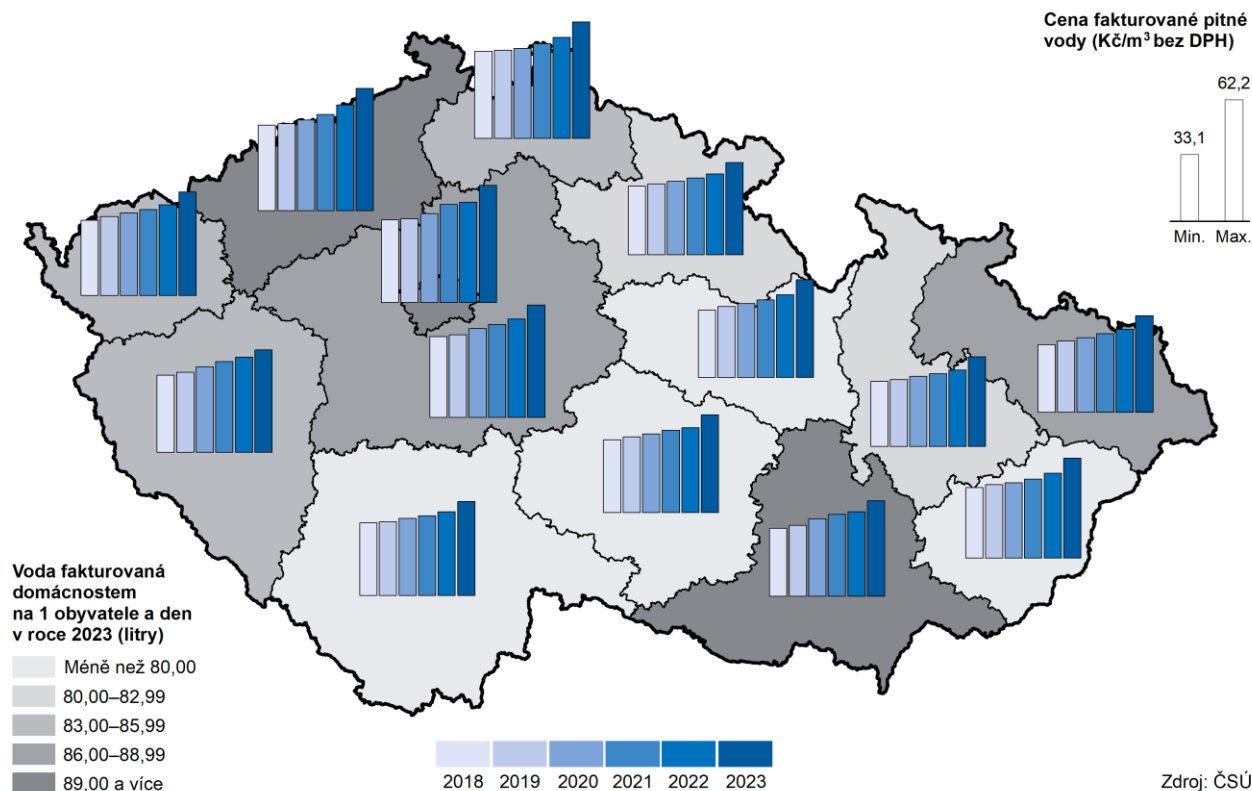 Cena fakturované pitné
vody (Kč/m³ bez DPH)
62,2
33,1
Min. Max.
Voda fakturovaná
domácnostem
na 1 obyvatele a den
v roce 2023 (litry)
Méně než 80,00
80,00–82,99
83,00–85,99
86,00–88,99
89,00 a více
2018 2019 2020 2021 2022 2023
Zdroj: ČSÚ